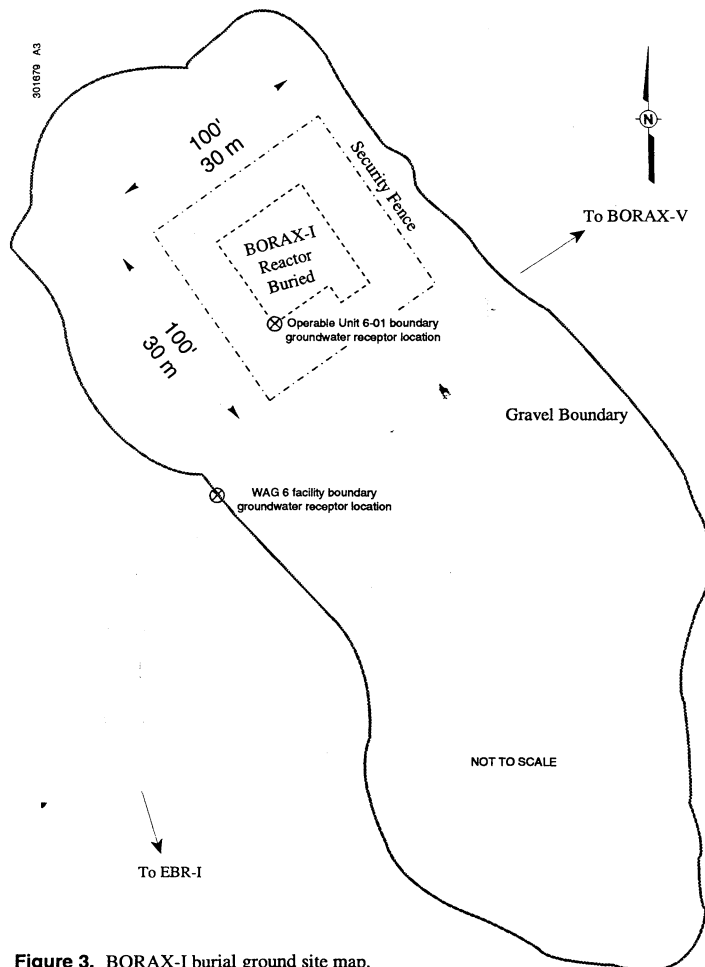 301679 A3
100'
30 m
Security Fence
N
To BORAX-V
BORAX-I
Reactor
Buried
Operable Unit 6-01 boundary
groundwater receptor location
100'
30 m
Gravel Boundary
WAG 6 facility boundary
groundwater receptor location
NOT TO SCALE
To EBR-I
Figure 3. BORAX-I burial ground site map.